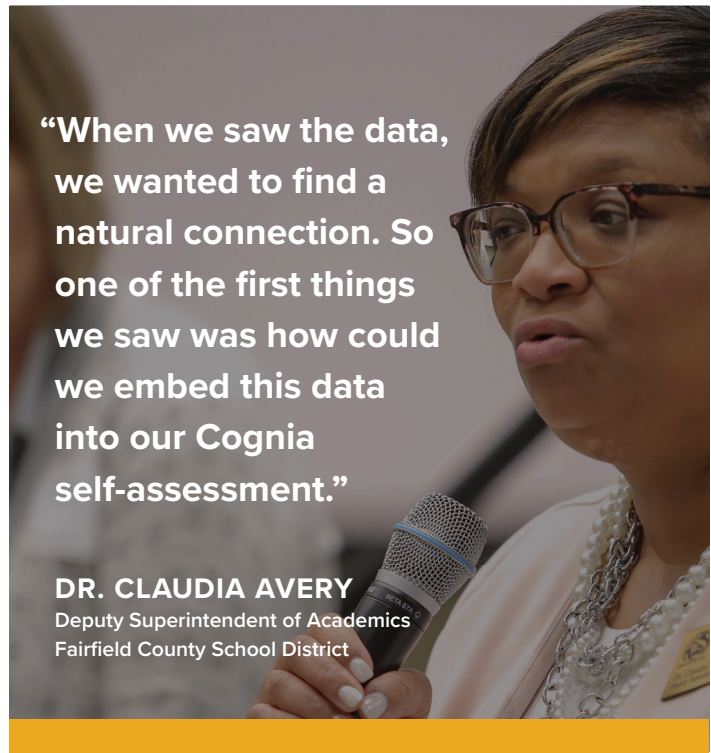 “When we saw the data,
we wanted to find a
natural connection. So
one of the first things
we saw was how could
we embed this data
into our Cognia
self-assessment.”
DR. CLAUDIA AVERY
Deputy Superintendent of Academics
Fairfield County School District
BETA 87A